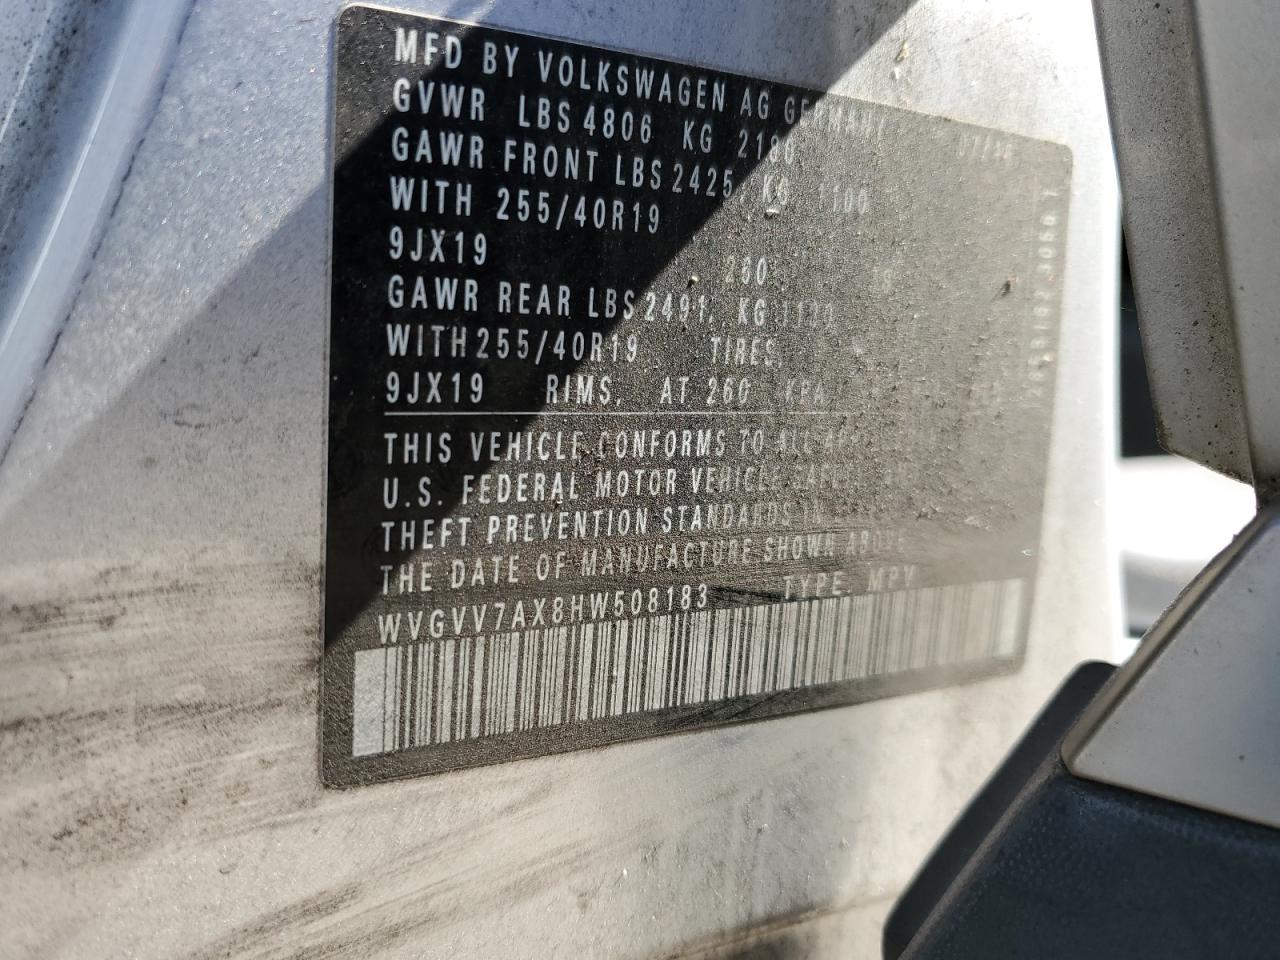 MFD BY VOLKSWAGEN AG GERMANY
GVWR LBS 4806 KG 2180
GAWR FRONT LBS 2425, KG 1100
WITH 255/40R19
9JX19 260
GAWR REAR LBS 2491, KG 1130
WITH 255/40R19 TIRES,
9JX19 RIMS, AT 260 KPA
THIS VEHICLE CONFORMS TO ALL
U.S. FEDERAL MOTOR VEHICLE
THEFT PREVENTION STANDARDS IN
THE DATE OF MANUFACTURE SHOWN ABOVE
WVGVV7AX8HW508183 TYPE: MPV